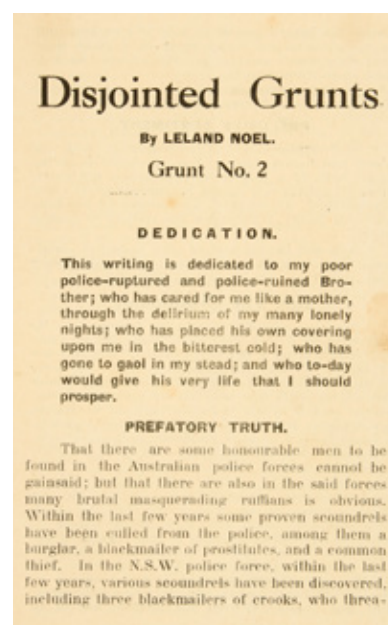 Disjointed Grunts.
By LELAND NOEL.
Grunt No. 2
DEDICATION.
This writing is dedicated to my poor
police-ruptured and police-ruined Bro-
ther; who has cared for me like a mother,
through the delirium of my many lonely
nights; who has placed his own covering
upon me in the bitterest cold; who has
gone to gaol in my stead; and who to-day
would give his very life that I should
prosper.
PREFATORY TRUTH.
That there are some honourable men to be
found in the Australian police forces cannot be
gainsaid; but that there are also in the said forces
many brutal masquerading ruffians is obvious.
Within the last few years some proven scoundrels
have been culled from the police, among them a
burglar, a blackmailer of prostitutes, and a common
thief. In the N.S.W. police force, within the last
few years, various scoundrels have been discovered,
including three blackmailers of crooks, who threa-